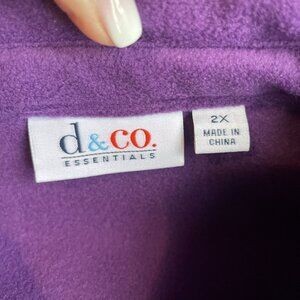 d&co.
ESSENTIALS
2X
MADE IN
CHINA